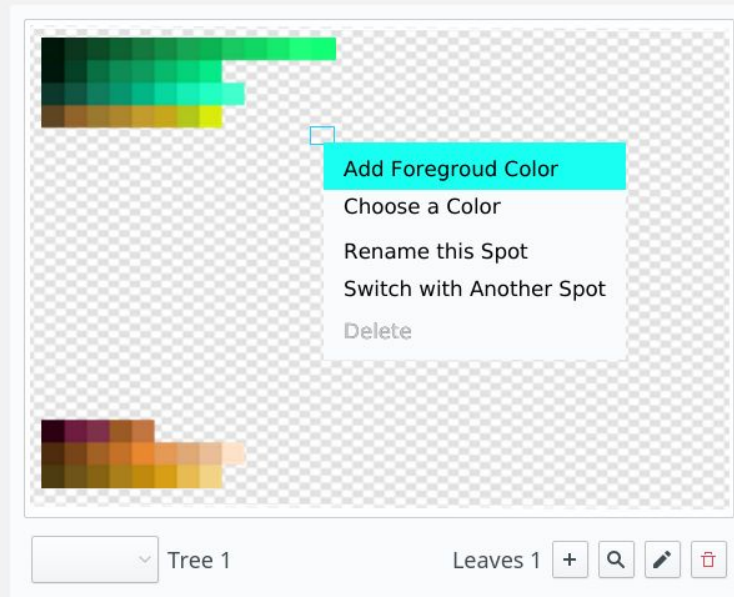 Add Foregroud Color
Choose a Color
Rename this Spot
Switch with Another Spot
Delete
Tree 1
Leaves 1